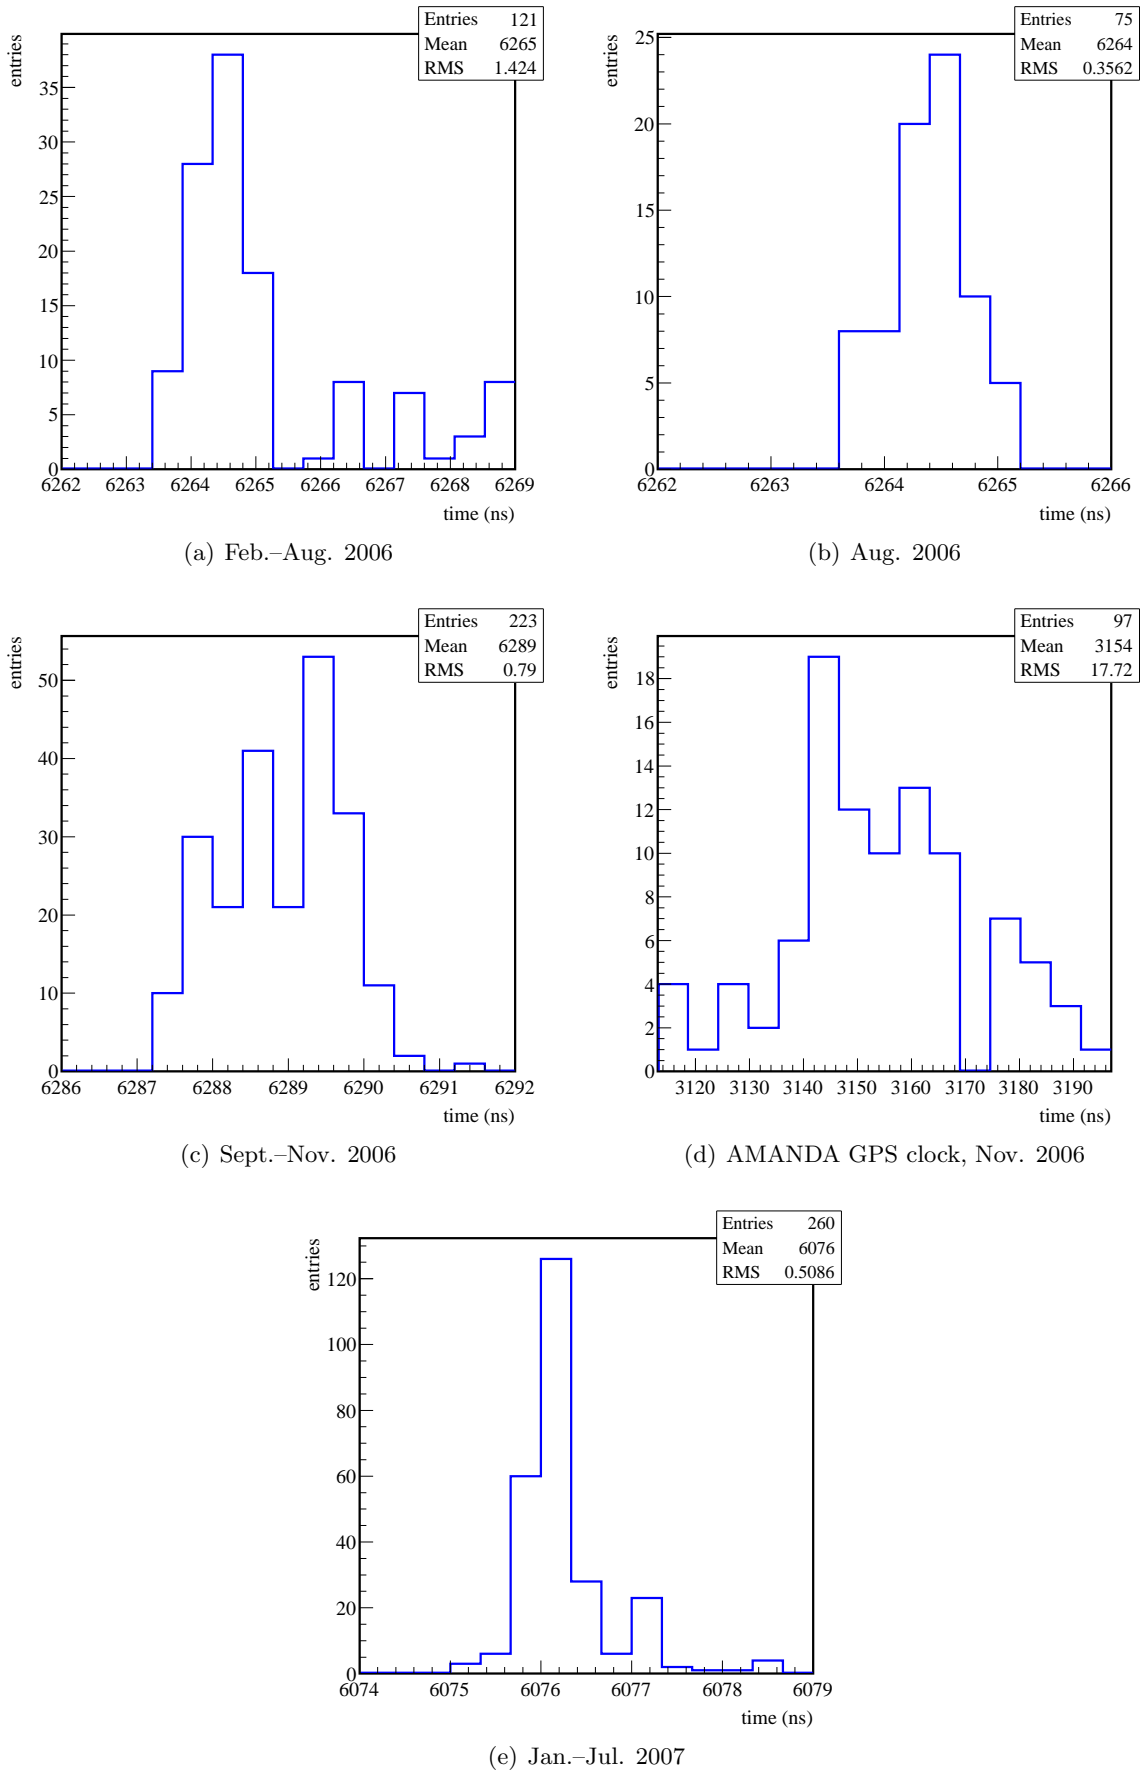 Entries 121
Mean 6265
RMS 1.424
entries
35
30
25
20
15
10
5
0
6262 6263 6264 6265 6266 6267 6268 6269
time (ns)
(a) Feb.–Aug. 2006
Entries 75
Mean 6264
RMS 0.3562
entries
25
20
15
10
5
0
6262 6263 6264 6265 6266
time (ns)
(b) Aug. 2006
Entries 223
Mean 6289
RMS 0.79
entries
50
40
30
20
10
0
6286 6287 6288 6289 6290 6291 6292
time (ns)
(c) Sept.–Nov. 2006
Entries 97
Mean 3154
RMS 17.72
entries
18
16
14
12
10
8
6
4
2
0
3120 3130 3140 3150 3160 3170 3180 3190
time (ns)
(d) AMANDA GPS clock, Nov. 2006
Entries 260
Mean 6076
RMS 0.5086
entries
120
100
80
60
40
20
0
6074 6075 6076 6077 6078 6079
time (ns)
(e) Jan.–Jul. 2007